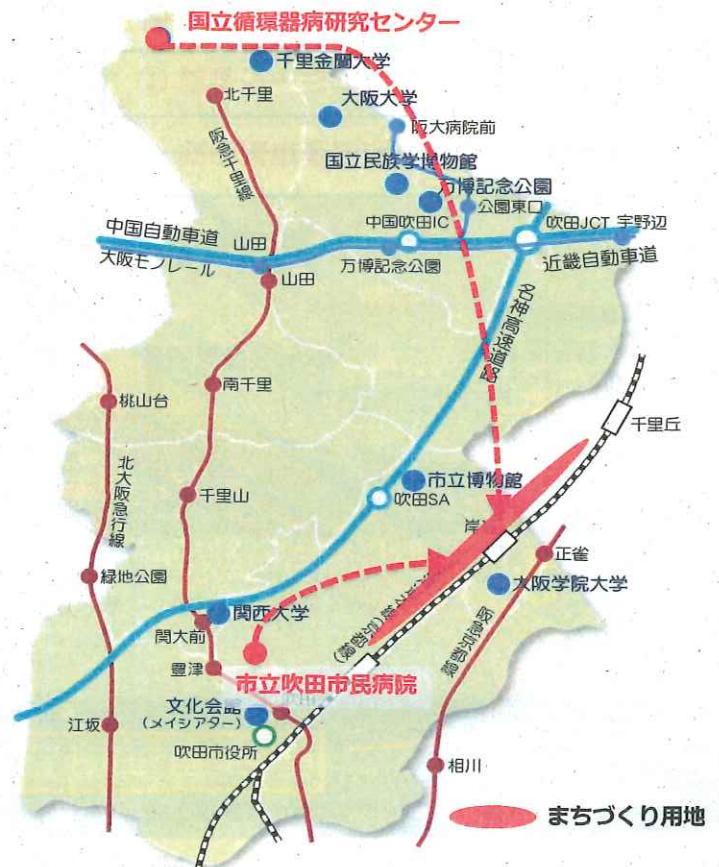 国立循環器病研究センター
千里金蘭大学
北千里
大阪大学
阪大病院前
阪急千里線
国立民族学博物館
万博記念公園
公園東口
中国吹田IC
吹田JCT
宇野辺
中国自動車道
山田
大阪モノレール
万博記念公園
近畿自動車道
山田
名神高速道路
南千里
桃山台
千里丘
北大阪急行線
市立博物館
千里山
吹田SA
岸
正雀
緑地公園
大阪学院大学
関西大学
関大前
阪急京都線
豊津
市立吹田市民病院
文化会館
(メイシアター)
江坂
吹田市役所
相川
まちづくり用地